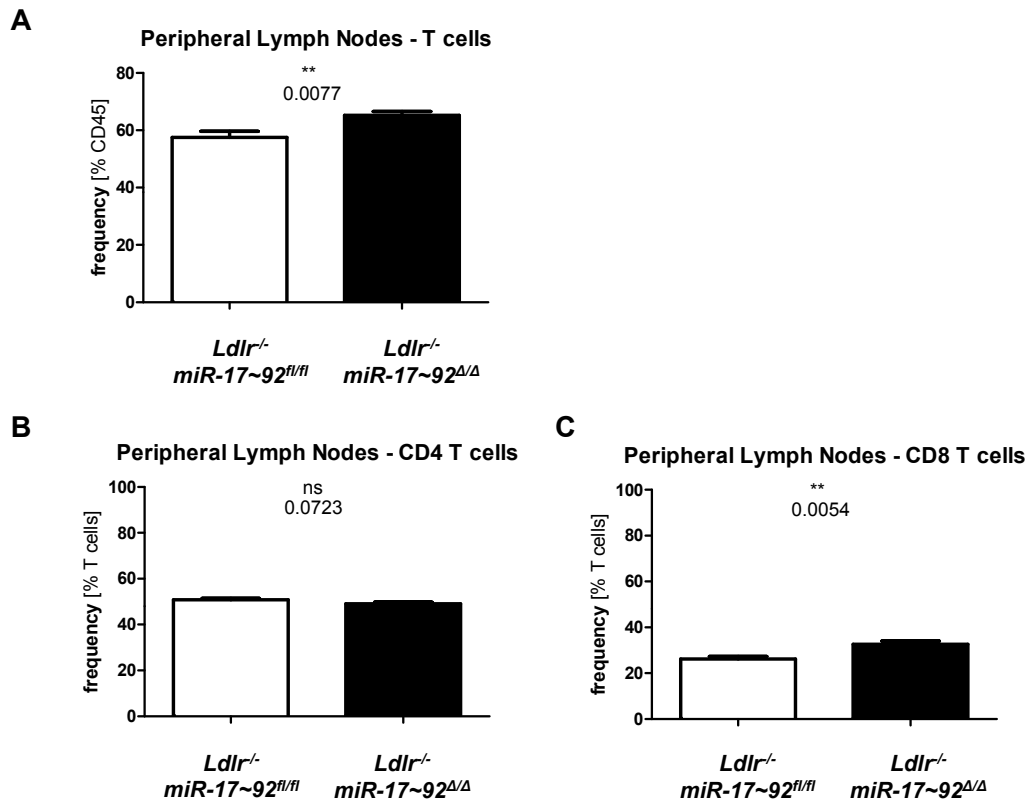 A
Peripheral Lymph Nodes - T cells
**
0.0077
frequency [% CD45]
80
60
40
20
0
Ldlr-/-
miR-17~92fl/fl
Ldlr-/-
miR-17~92Δ/Δ
B
Peripheral Lymph Nodes - CD4 T cells
ns
0.0723
frequency [% T cells]
100
80
60
40
20
0
Ldlr-/-
miR-17~92fl/fl
Ldlr-/-
miR-17~92Δ/Δ
C
Peripheral Lymph Nodes - CD8 T cells
**
0.0054
frequency [% T cells]
100
80
60
40
20
0
Ldlr-/-
miR-17~92fl/fl
Ldlr-/-
miR-17~92Δ/Δ